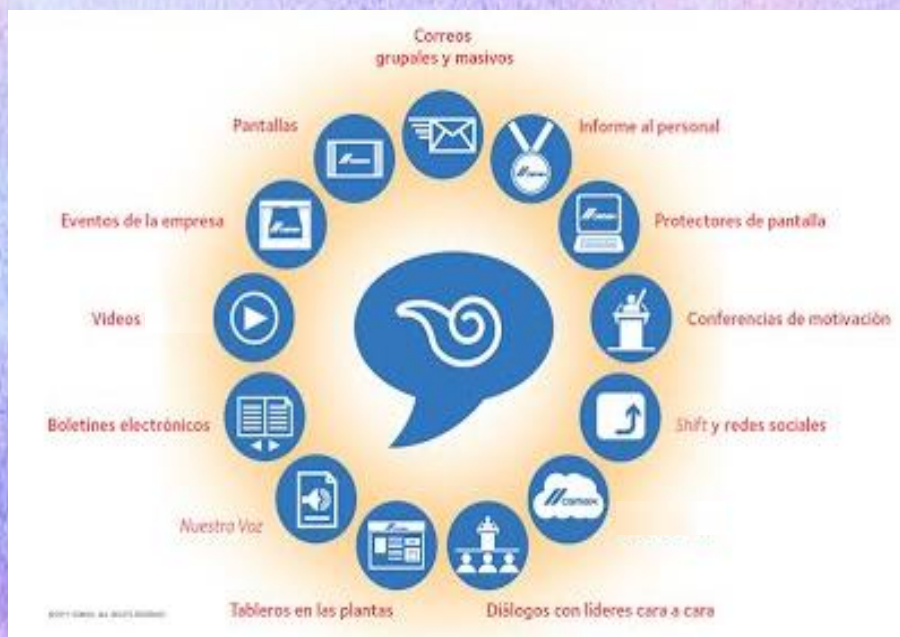 Correos
grupales y masivos
Pantallas
Informe al personal
Eventos de la empresa
Protectores de pantalla
Videos
Conferencias de motivación
Boletines electrónicos
Shift y redes sociales
CEMEX
Nuestra Voz
Tableros en las plantas
Diálogos con líderes cara a cara